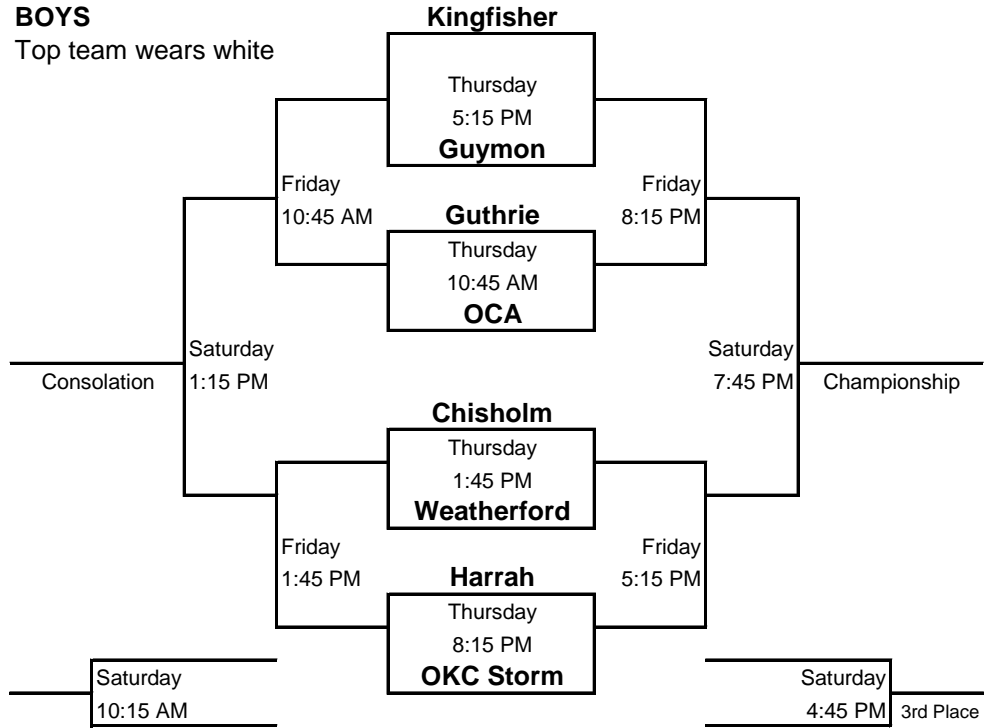 BOYS
Top team wears white
Kingfisher
Thursday
5:15 PM
Guymon
Friday
10:45 AM
Friday
8:15 PM
Guthrie
Thursday
10:45 AM
OCA
Saturday
1:15 PM
Consolation
Saturday
7:45 PM
Championship
Chisholm
Thursday
1:45 PM
Weatherford
Friday
1:45 PM
Friday
5:15 PM
Harrah
Thursday
8:15 PM
OKC Storm
Saturday
10:15 AM
Saturday
4:45 PM
3rd Place